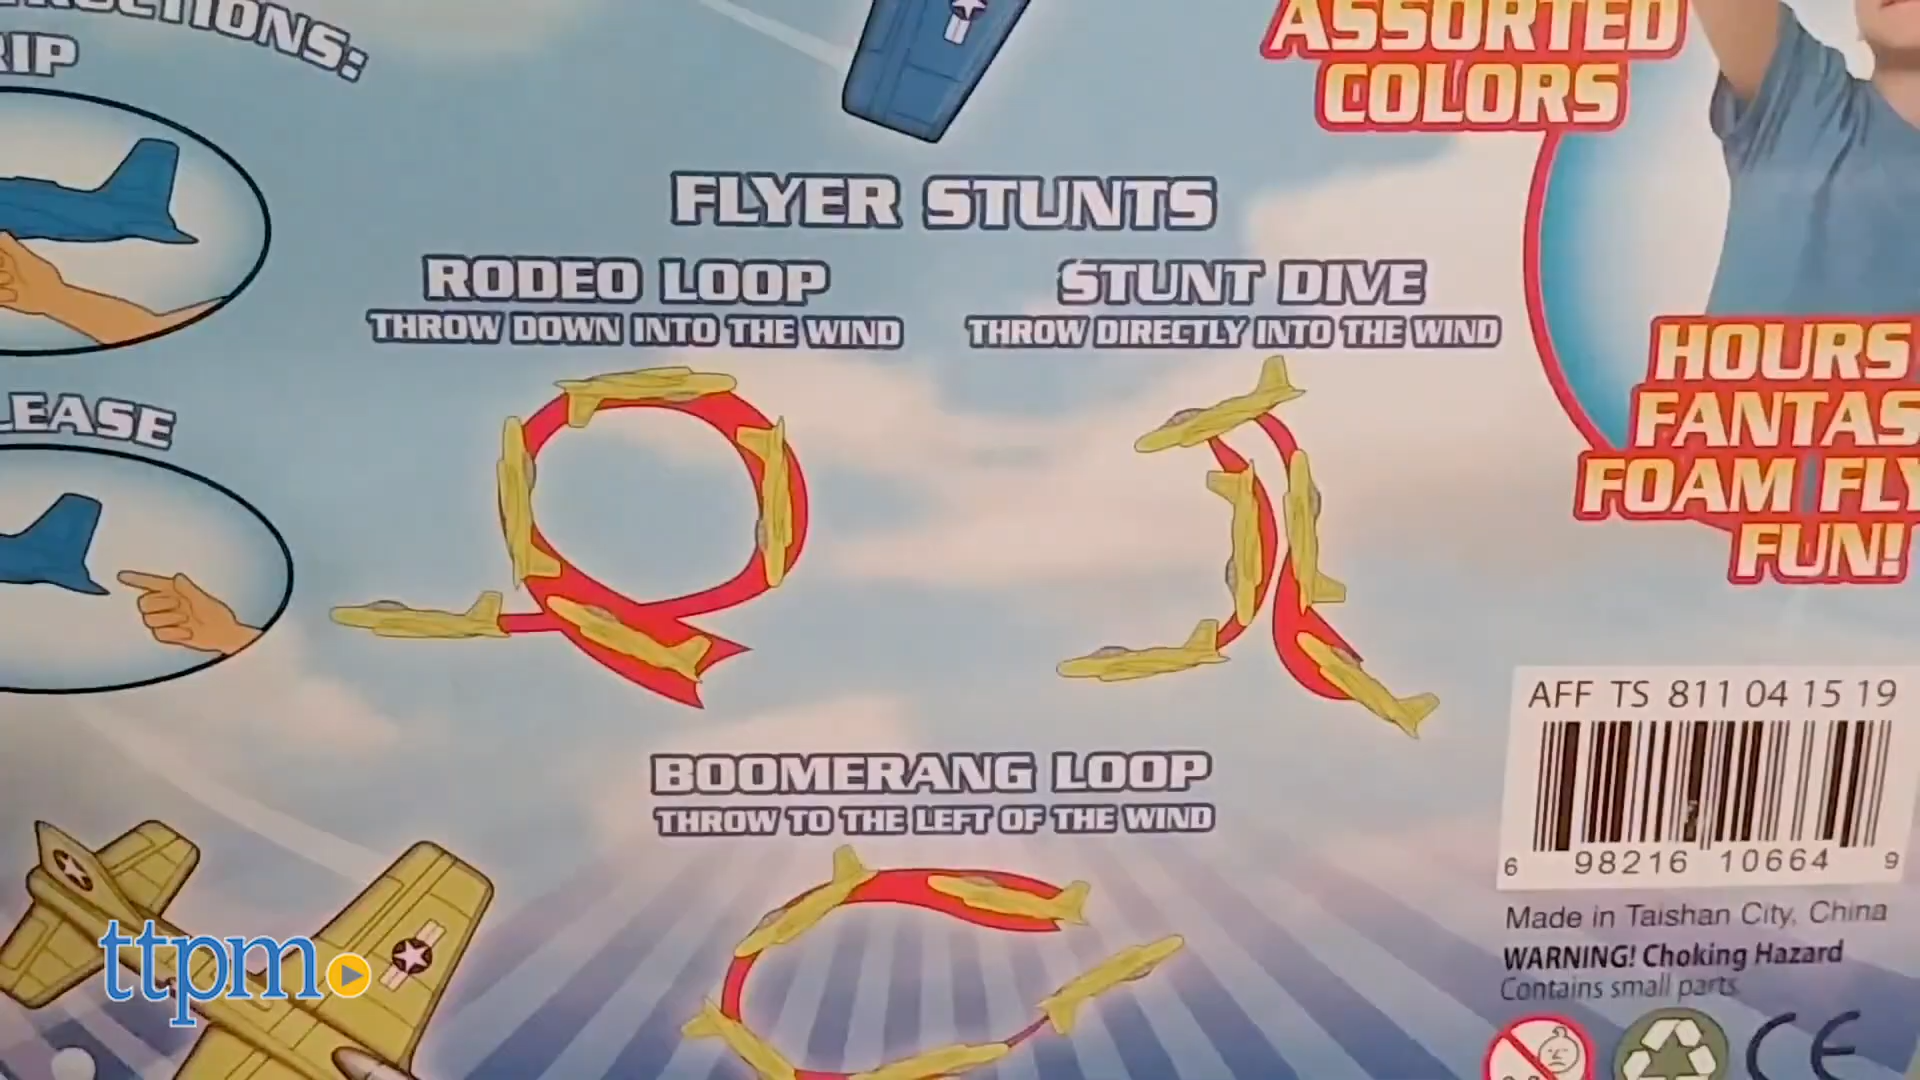 RUCTIONS:
RIP
LEASE
ASSORTED
COLORS
FLYER STUNTS
RODEO LOOP
THROW DOWN INTO THE WIND
STUNT DIVE
THROW DIRECTLY INTO THE WIND
HOURS
FANTAS
FOAM FLY
FUN!
BOOMERANG LOOP
THROW TO THE LEFT OF THE WIND
AFF TS 811 04 15 19
6 98216 10664 9
Made in Taishan City, China
WARNING! Choking Hazard
Contains small parts.
CE
ttpm